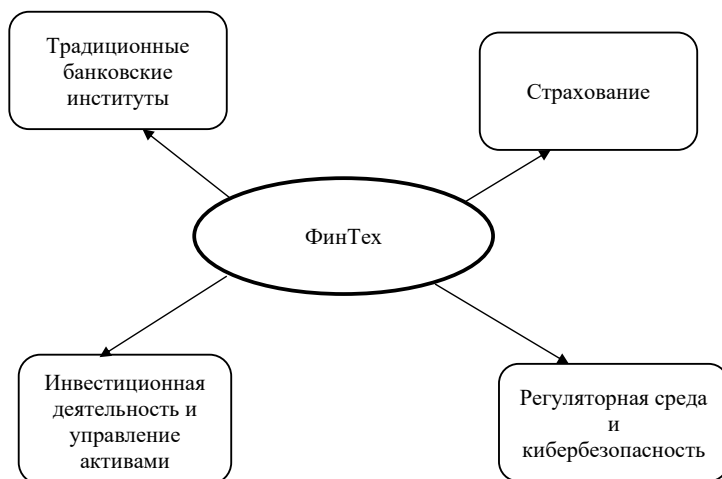 Традиционные
банковские
институты
Страхование
ФинТех
Инвестиционная
деятельность и
управление
активами
Регуляторная среда
и
кибербезопасность